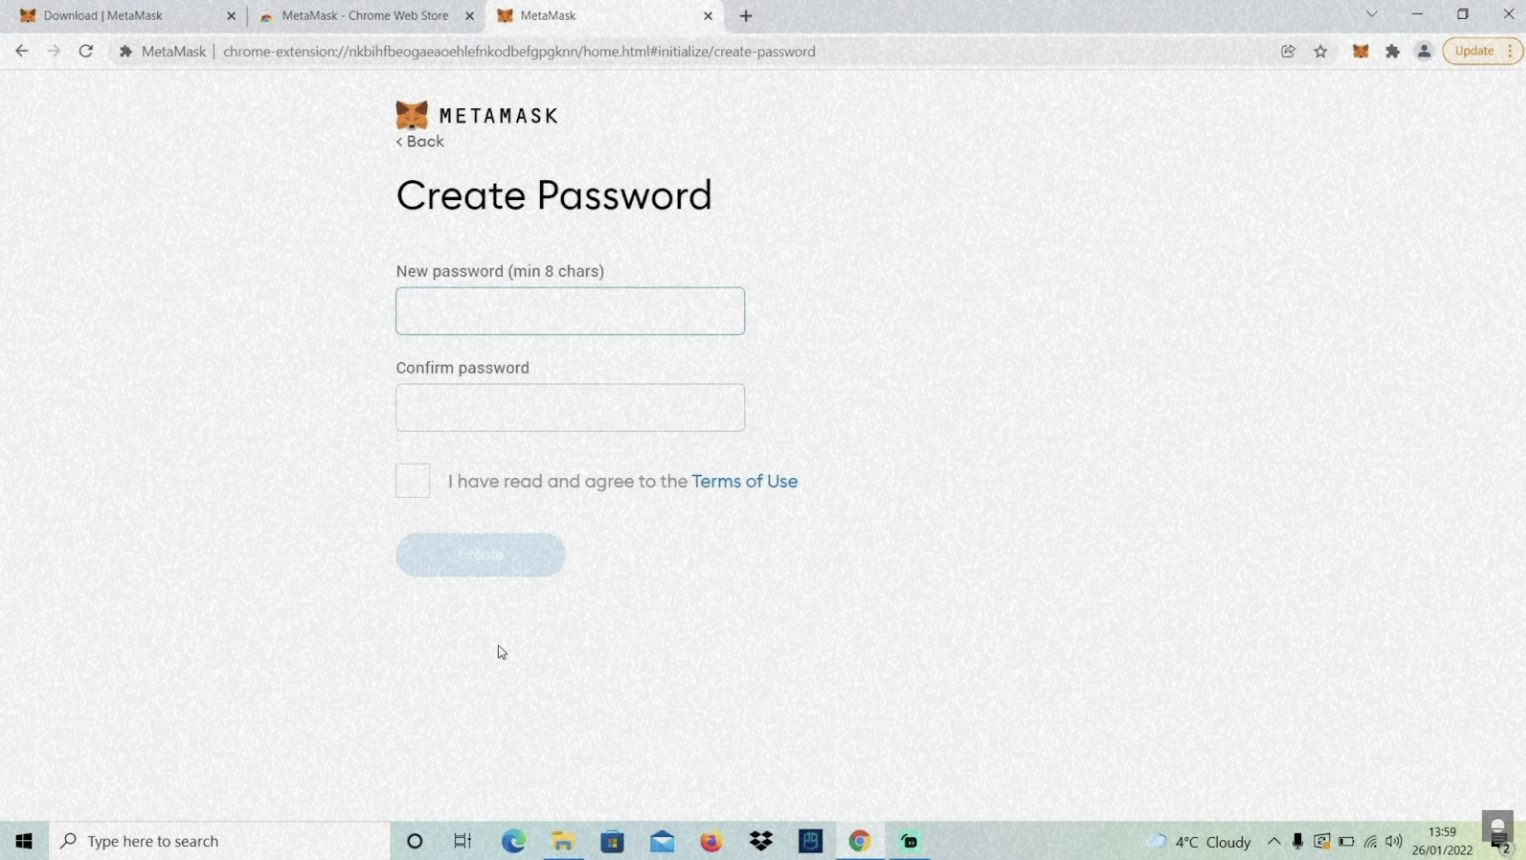 Download | MetaMask
MetaMask - Chrome Web Store
MetaMask
MetaMask | chrome-extension://nkbihfbeogaeaoehlefnkodbefgpgknn/home.html#initialize/create-password
Update
METAMASK
< Back
Create Password
New password (min 8 chars)
Confirm password
I have read and agree to the Terms of Use
Create
Type here to search
4°C Cloudy
13:59
26/01/2022
2